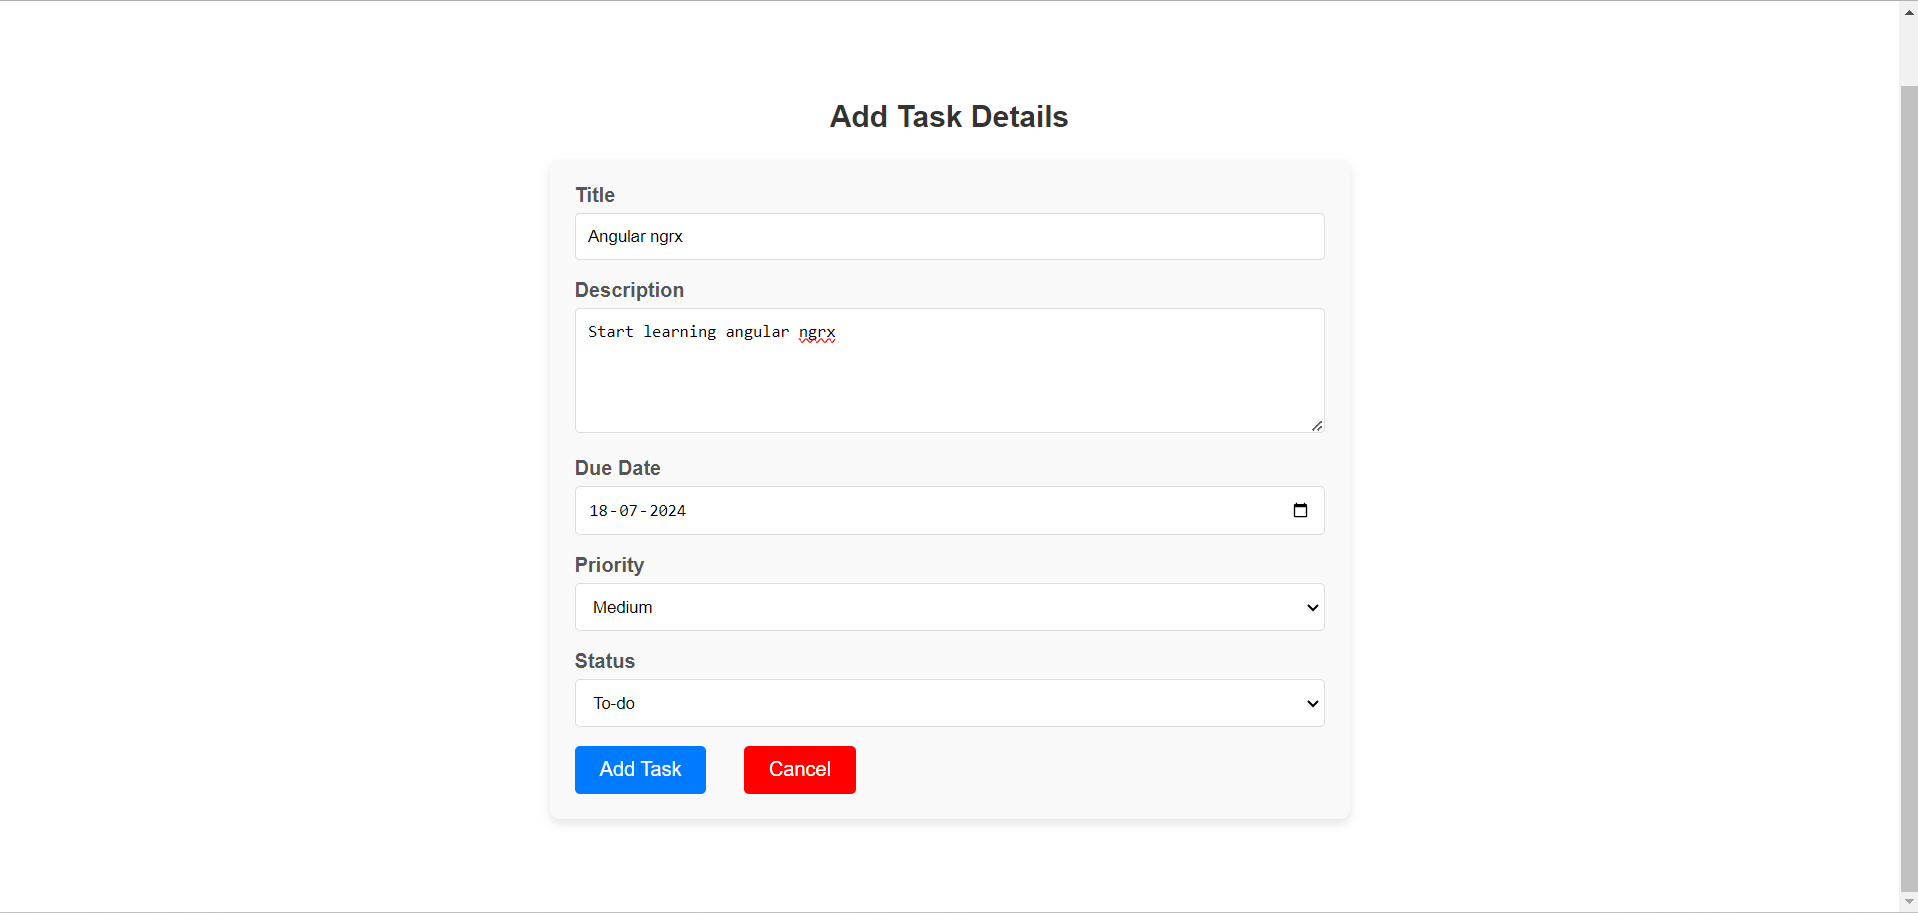 Add Task Details
Title
Angular ngrx
Description
Start learning angular ngrx
Due Date
18-07-2024
Priority
Medium
Status
To-do
Add Task
Cancel